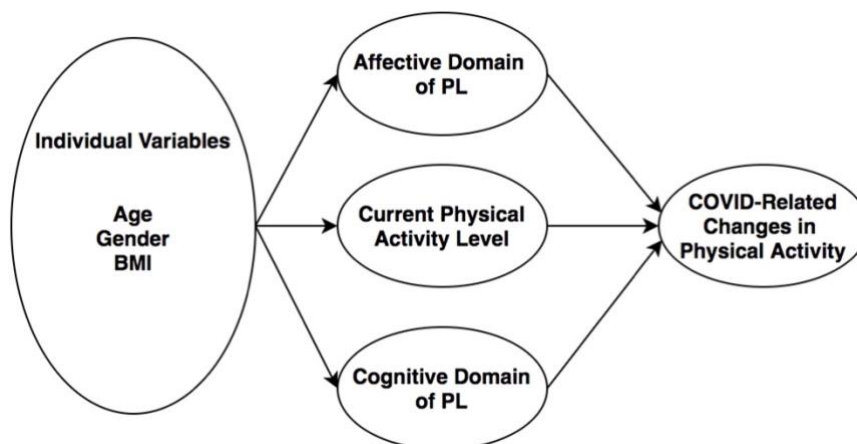 Individual Variables
Age
Gender
BMI
Affective Domain
of PL
Current Physical
Activity Level
Cognitive Domain
of PL
COVID-Related
Changes in
Physical Activity